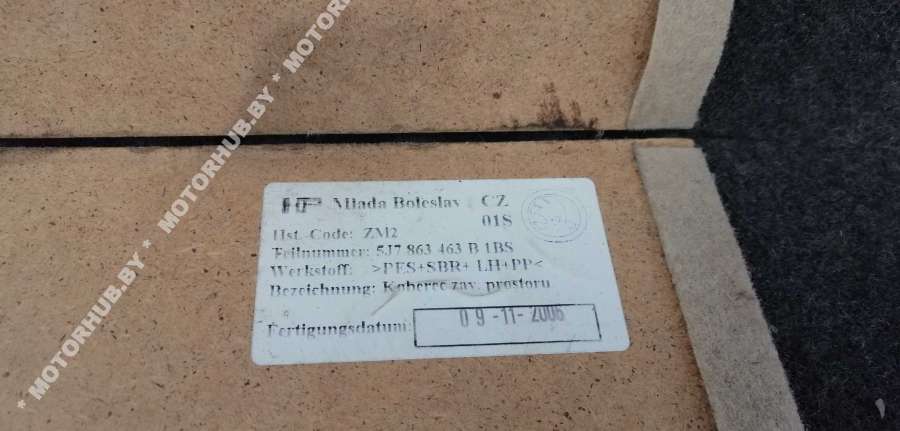 HP Mlada Boleslav CZ
01S
Hst.-Code: ZM2
Teilnummer: 5J7 863 463 B 1BS
Werkstoff: >PES+SBR+ LH+PP<
Bezeichnung: Koberec zav. prostoru
Fertigungsdatum: 09-11-2006
* MOTORHUB.BY * MOTORHUB.BY * MOTORHUB.BY